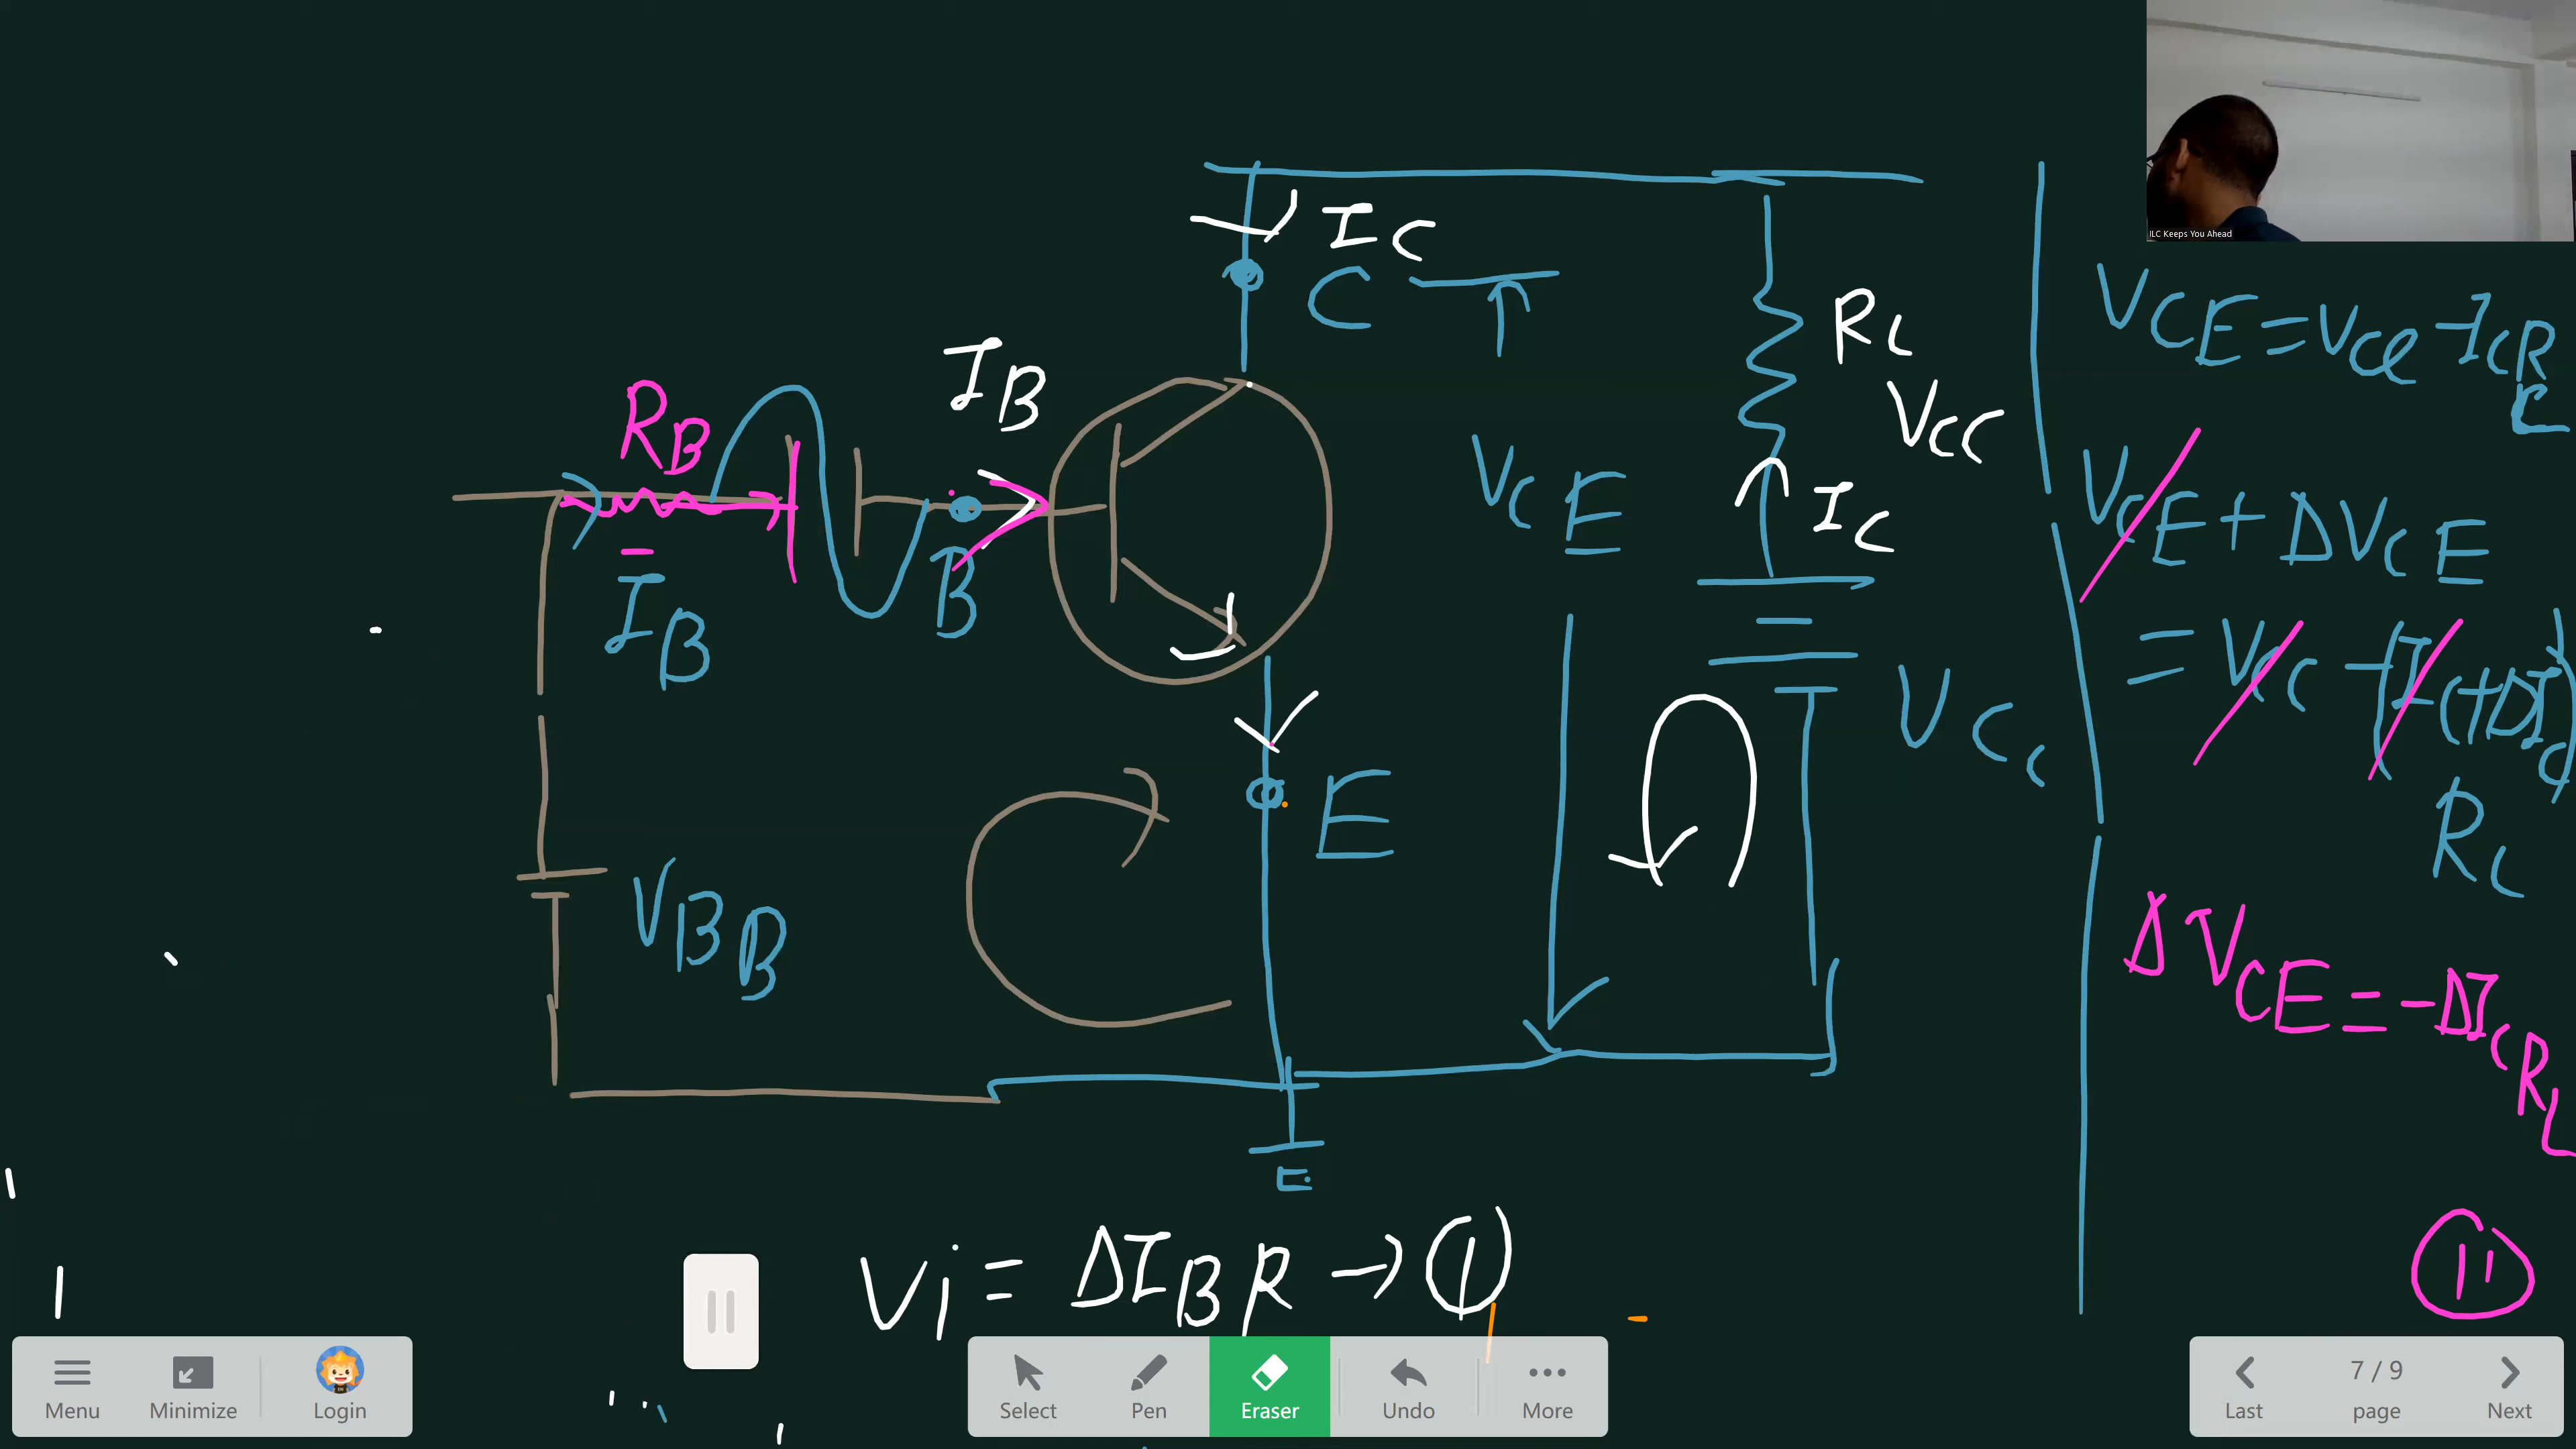 ILC Keeps You Ahead
I_C
C
R_L
V_CC
I_B
R_B
V_CE
I_C
B
I_B
V_CC
E
V_BB
E
V_i = ΔI_B R → ①
V_CE = V_CC - I_C R_L
V_CE + ΔV_CE
= V_CC - (I_C + ΔI_C)
R_L
ΔV_CE = - ΔI_C R_L
11
Menu
Minimize
Login
Select
Pen
Eraser
Undo
More
Last
7 / 9
page
Next